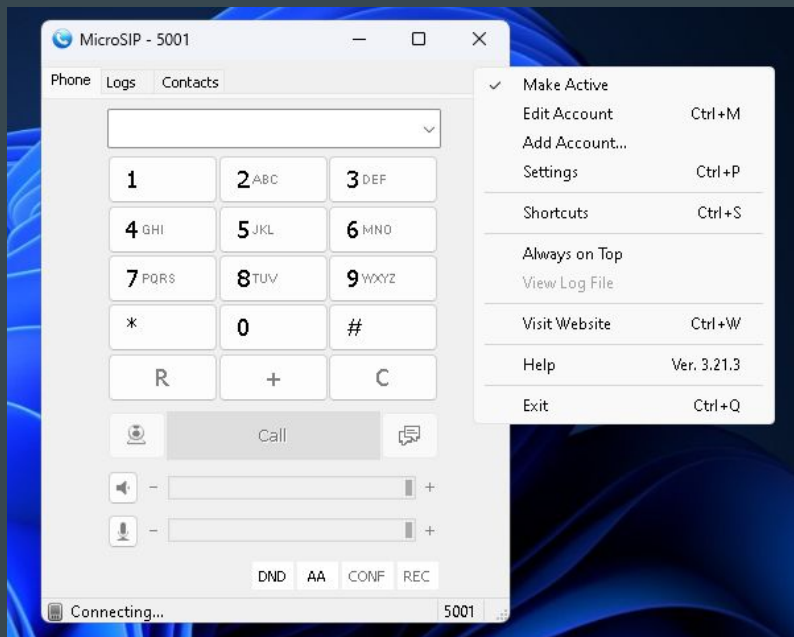 MicroSIP - 5001
Phone Logs Contacts
1 2 ABC 3 DEF
4 GHI 5 JKL 6 MNO
7 PQRS 8 TUV 9 WXYZ
* 0 #
R + C
Call
- +
- +
DND AA CONF REC
Connecting... 5001
Make Active
Edit Account Ctrl+M
Add Account...
Settings Ctrl+P
Shortcuts Ctrl+S
Always on Top
View Log File
Visit Website Ctrl+W
Help Ver. 3.21.3
Exit Ctrl+Q